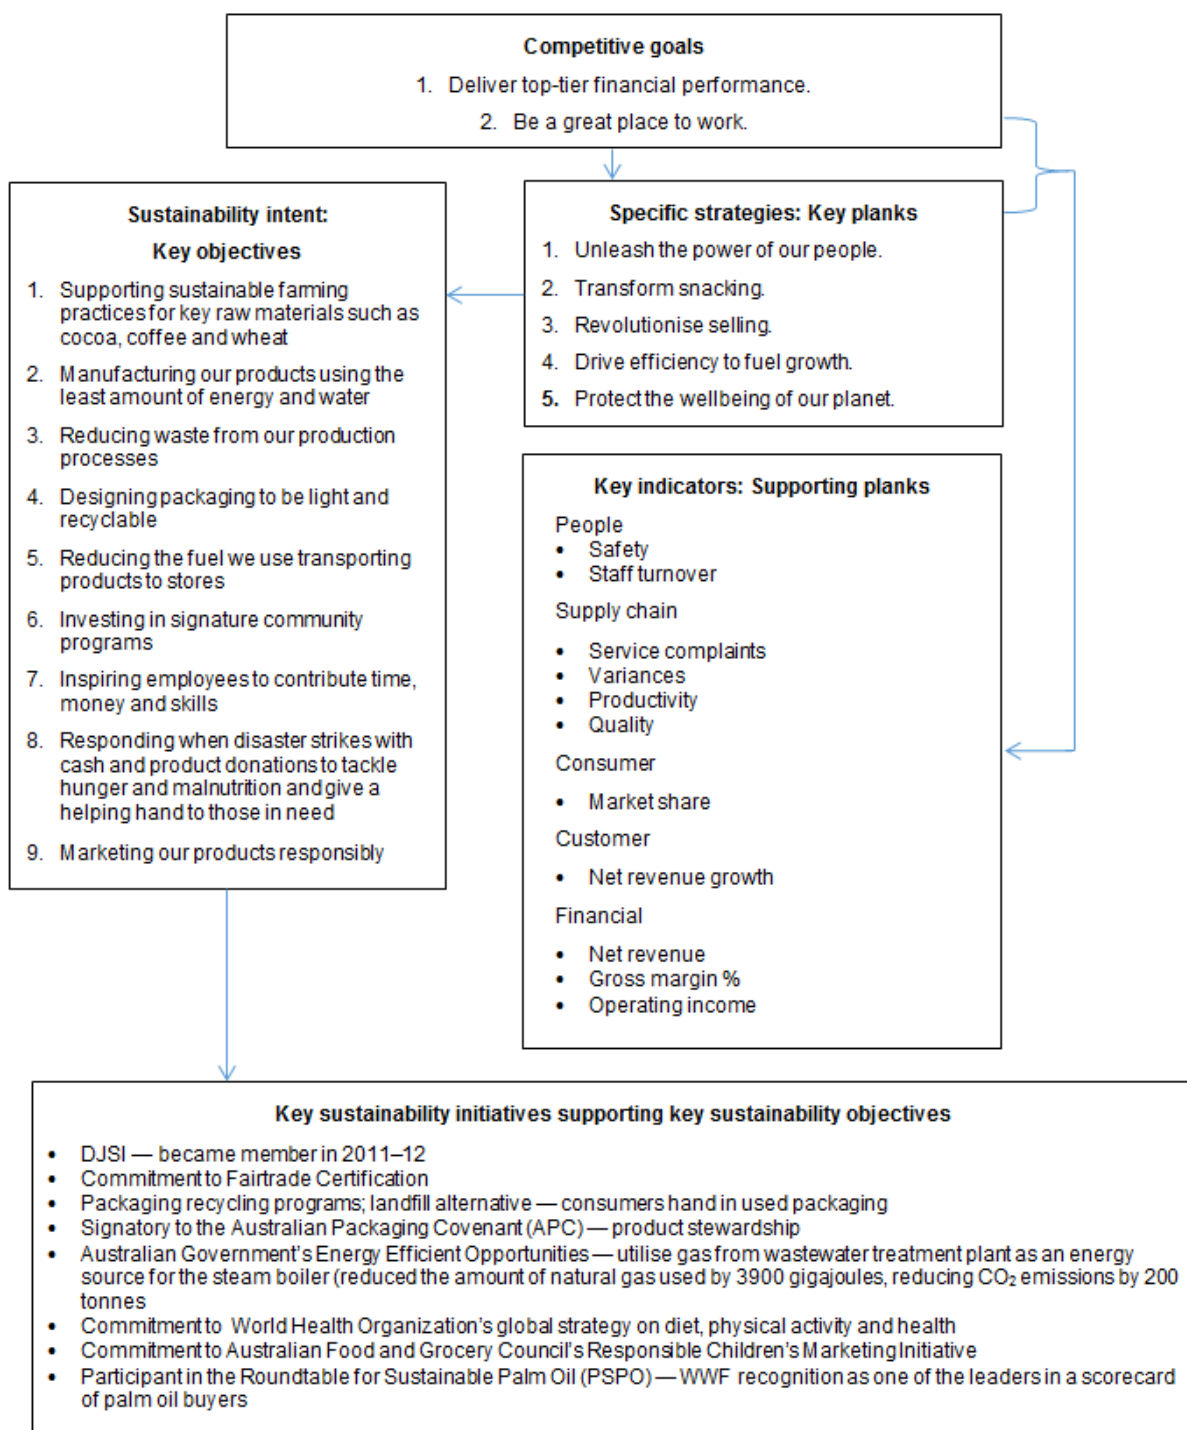 Competitive goals
1. Deliver top-tier financial performance.
2. Be a great place to work.
Sustainability intent:
Key objectives
1. Supporting sustainable farming
practices for key raw materials such as
cocoa, coffee and wheat
2. Manufacturing our products using the
least amount of energy and water
3. Reducing waste from our production
processes
4. Designing packaging to be light and
recyclable
5. Reducing the fuel we use transporting
products to stores
6. Investing in signature community
programs
7. Inspiring employees to contribute time,
money and skills
8. Responding when disaster strikes with
cash and product donations to tackle
hunger and malnutrition and give a
helping hand to those in need
9. Marketing our products responsibly
Specific strategies: Key planks
1. Unleash the power of our people.
2. Transform snacking.
3. Revolutionise selling.
4. Drive efficiency to fuel growth.
5. Protect the wellbeing of our planet.
Key indicators: Supporting planks
People
• Safety
• Staff turnover
Supply chain
• Service complaints
• Variances
• Productivity
• Quality
Consumer
• Market share
Customer
• Net revenue growth
Financial
• Net revenue
• Gross margin %
• Operating income
Key sustainability initiatives supporting key sustainability objectives
• DJSI — became member in 2011–12
• Commitment to Fairtrade Certification
• Packaging recycling programs; landfill alternative — consumers hand in used packaging
• Signatory to the Australian Packaging Covenant (APC) — product stewardship
• Australian Government's Energy Efficient Opportunities — utilise gas from wastewater treatment plant as an energy
source for the steam boiler (reduced the amount of natural gas used by 3900 gigajoules, reducing CO₂ emissions by 200
tonnes
• Commitment to World Health Organization's global strategy on diet, physical activity and health
• Commitment to Australian Food and Grocery Council's Responsible Children's Marketing Initiative
• Participant in the Roundtable for Sustainable Palm Oil (PSPO) — WWF recognition as one of the leaders in a scorecard
of palm oil buyers